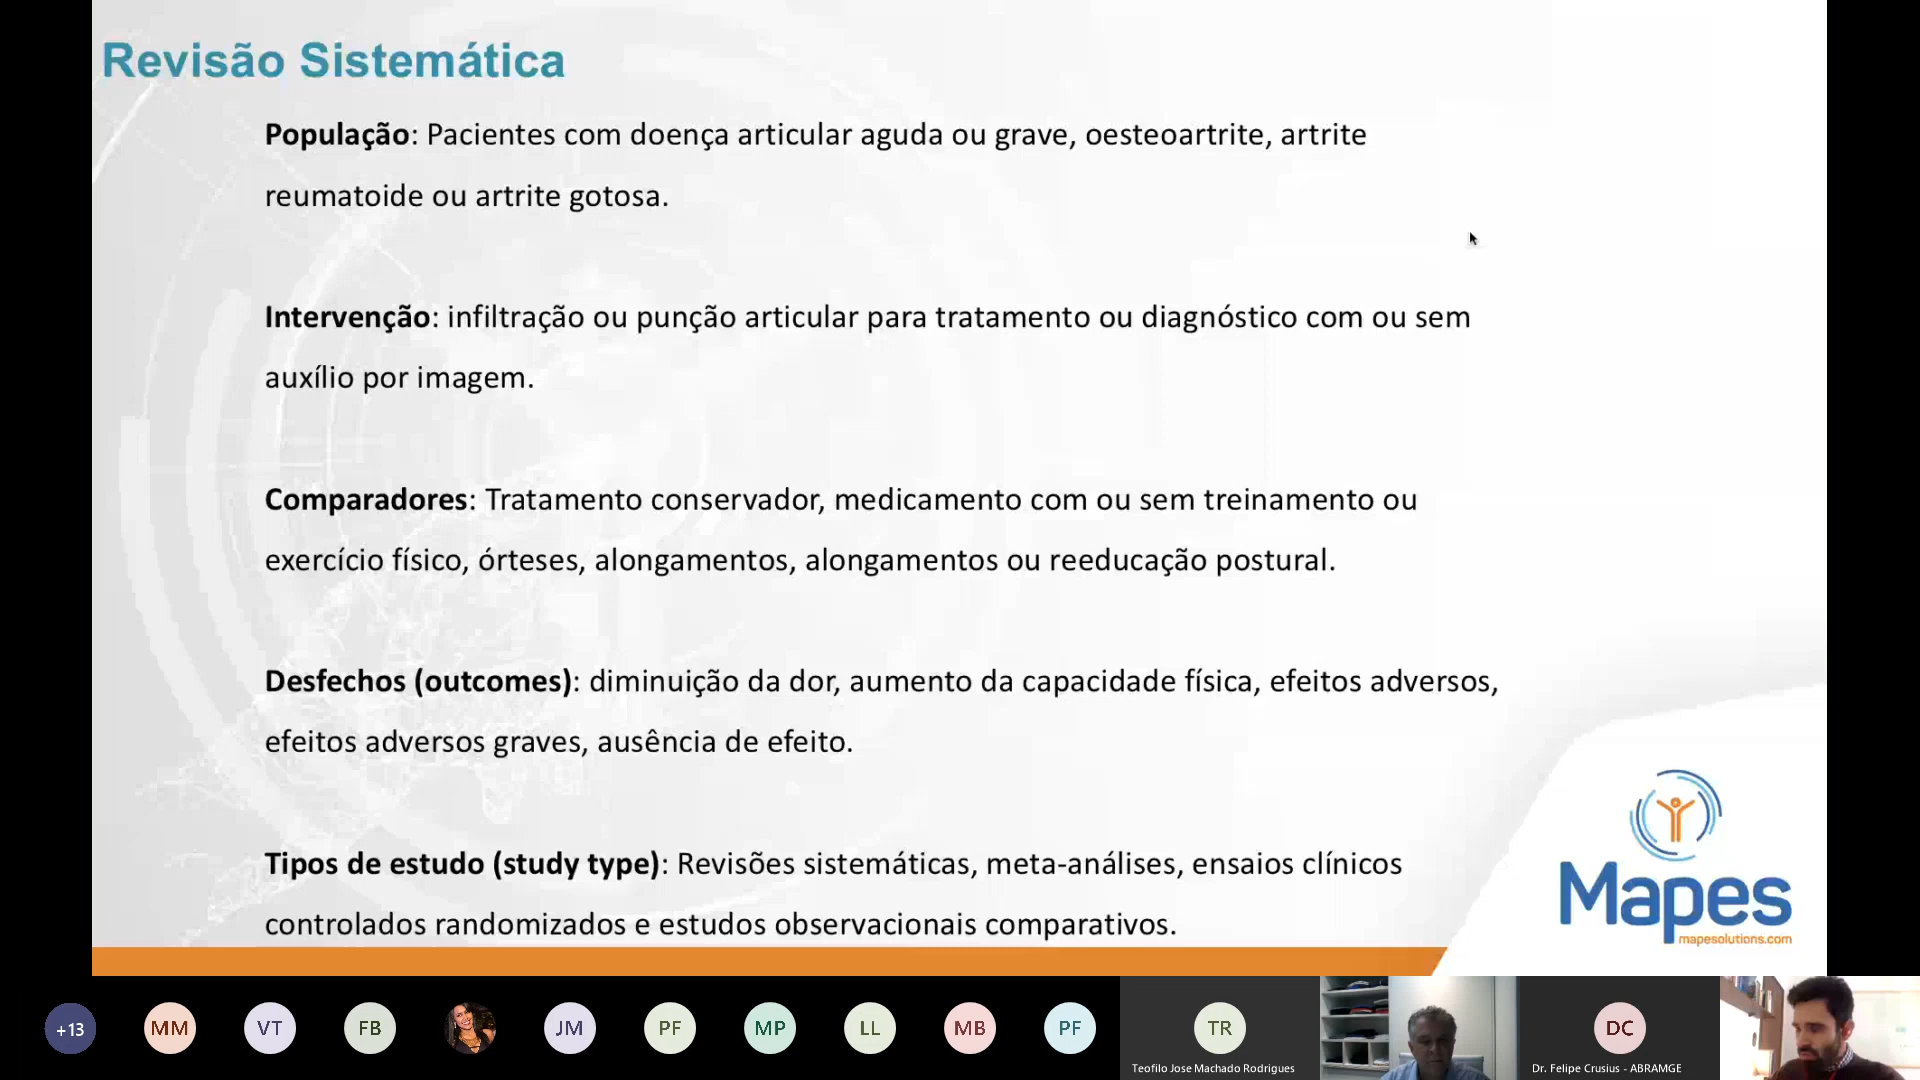 Revisão Sistemática
População: Pacientes com doença articular aguda ou grave, oesteoartrite, artrite
reumatoide ou artrite gotosa.
Intervenção: infiltração ou punção articular para tratamento ou diagnóstico com ou sem
auxílio por imagem.
Comparadores: Tratamento conservador, medicamento com ou sem treinamento ou
exercício físico, órteses, alongamentos, alongamentos ou reeducação postural.
Desfechos (outcomes): diminuição da dor, aumento da capacidade física, efeitos adversos,
efeitos adversos graves, ausência de efeito.
Tipos de estudo (study type): Revisões sistemáticas, meta-análises, ensaios clínicos
controlados randomizados e estudos observacionais comparativos.
Mapes
mapesolutions.com
+13
MM
VT
FB
JM
PF
MP
LL
MB
PF
TR
DC
Teofilo Jose Machado Rodrigues
Dr. Felipe Crusius - ABRAMGE